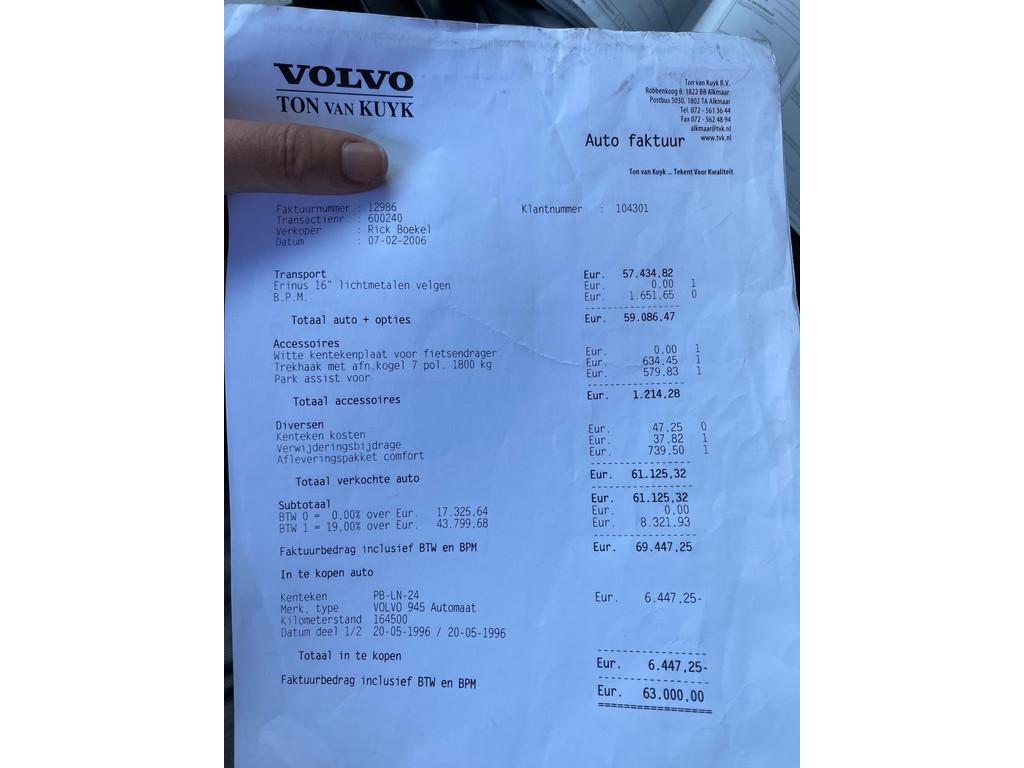 VOLVO
TON VAN KUYK
Ton van Kuyk B.V.
Robbenkoog 6, 1822 BB Alkmaar
Postbus 5030, 1802 TA Alkmaar
Tel. 072 - 561 36 44
Fax 072 - 562 48 94
alkmaar@tvk.nl
www.tvk.nl
Auto faktuur
Ton van Kuyk ... Tekent Voor Kwaliteit
Faktuurnummer : 12986 Klantnummer : 104301
Transactienr. : 600240
Verkoper : Rick Boekel
Datum : 07-02-2006
Transport Eur. 57.434,82
Erinus 16" lichtmetalen velgen Eur. 0.00 1
B.P.M. Eur. 1.651,65 0
Totaal auto + opties Eur. 59.086,47
Accessoires
Witte kentekenplaat voor fietsendrager Eur. 0.00 1
Trekhaak met afn.kogel 7 pol. 1800 kg Eur. 634,45 1
Park assist voor Eur. 579,83 1
Totaal accessoires Eur. 1.214,28
Diversen
Kenteken kosten Eur. 47,25 0
Verwijderingsbijdrage Eur. 37,82 1
Afleveringspakket comfort Eur. 739,50 1
Totaal verkochte auto Eur. 61.125,32
Subtotaal Eur. 61.125,32
BTW 0 = 0,00% over Eur. 17.325,64 Eur. 0.00
BTW 1 = 19,00% over Eur. 43.799,68 Eur. 8.321,93
Faktuurbedrag inclusief BTW en BPM Eur. 69.447,25
In te kopen auto
Kenteken PB-LN-24 Eur. 6.447,25-
Merk. type VOLVO 945 Automaat
Kilometerstand 164500
Datum deel 1/2 20-05-1996 / 20-05-1996
Totaal in te kopen Eur. 6.447,25-
Faktuurbedrag inclusief BTW en BPM Eur. 63.000,00